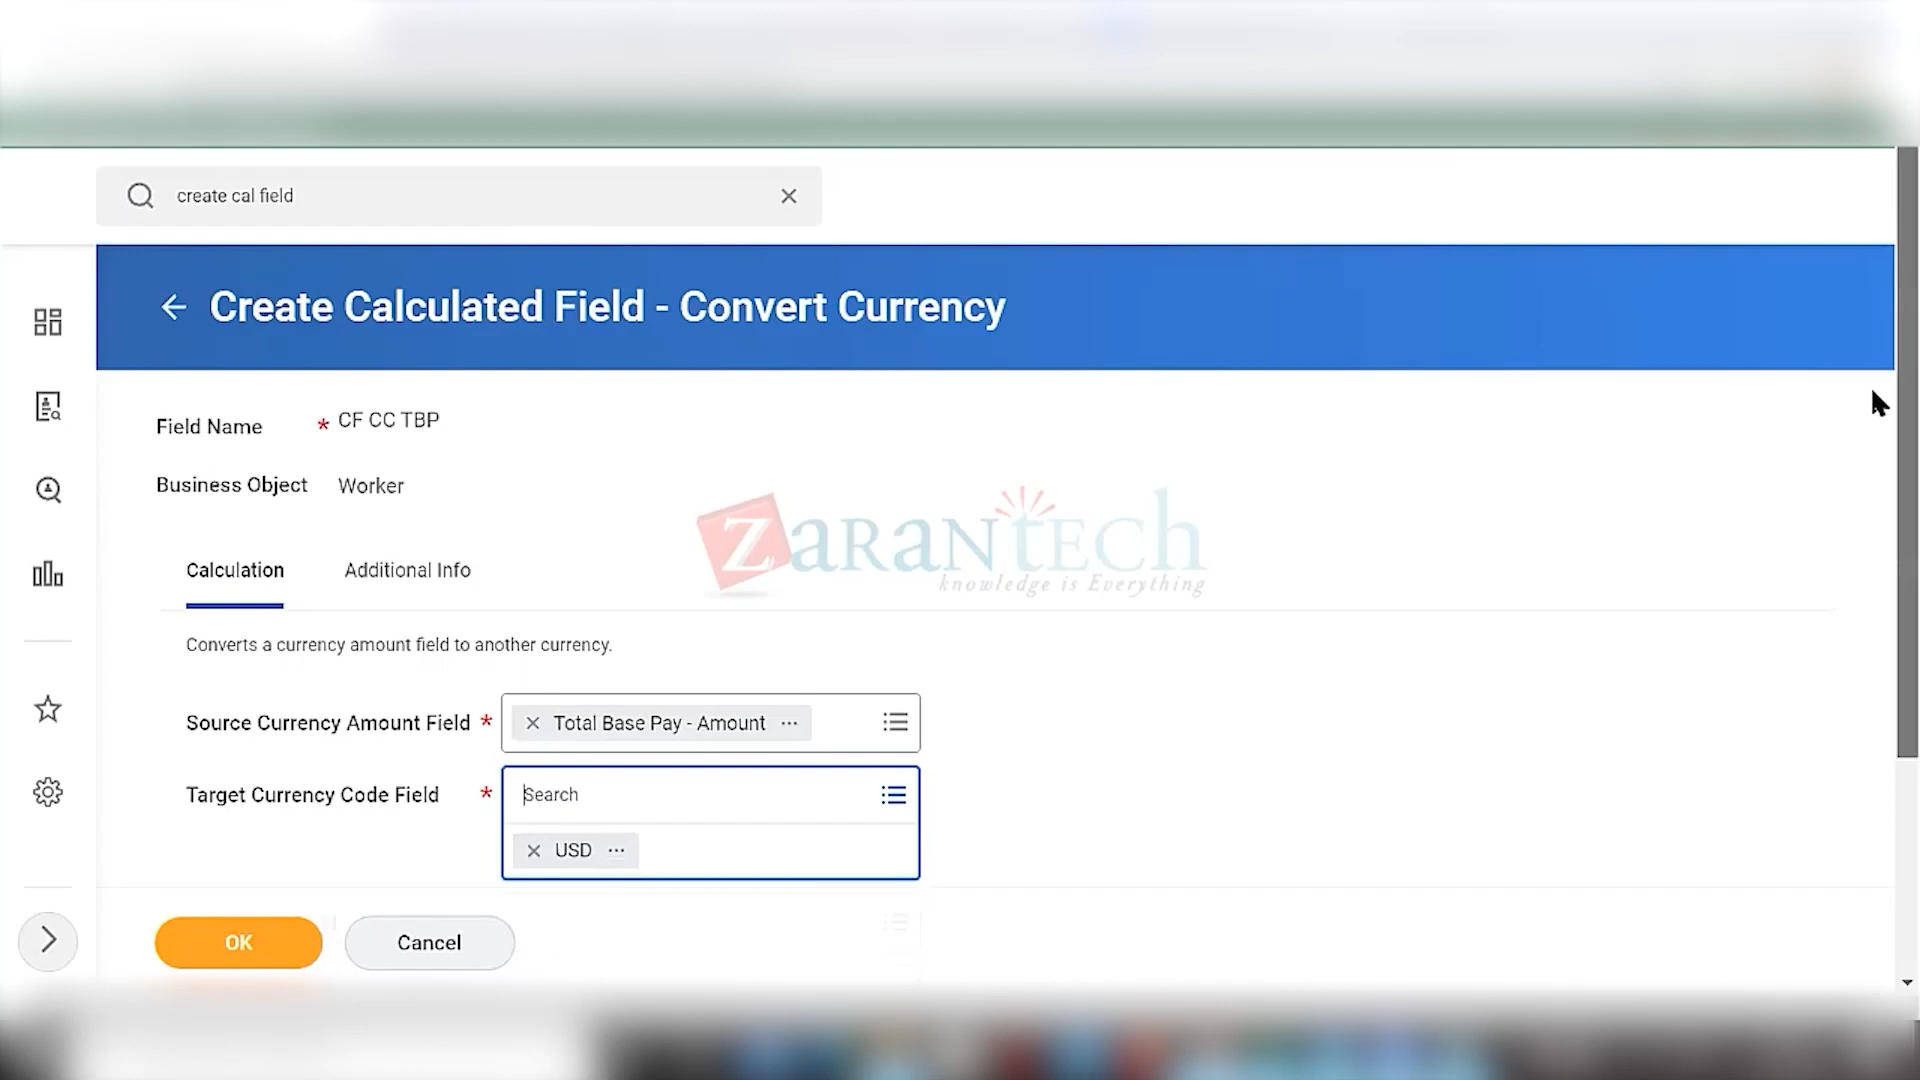 create cal field
Create Calculated Field - Convert Currency
Field Name * CF CC TBP
Business Object Worker
Calculation Additional Info
ZARANTECH
knowledge is Everything
Converts a currency amount field to another currency.
Source Currency Amount Field * Total Base Pay - Amount
Target Currency Code Field * Search
USD
OK Cancel